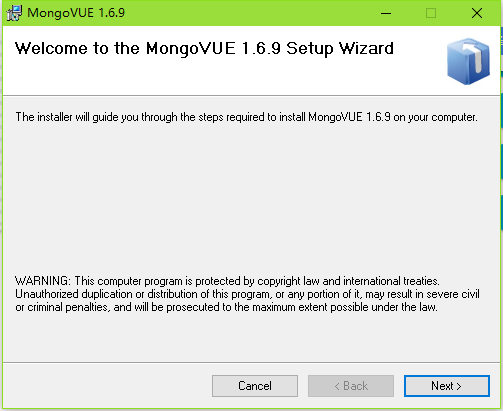 MongoVUE 1.6.9
Welcome to the MongoVUE 1.6.9 Setup Wizard
The installer will guide you through the steps required to install MongoVUE 1.6.9 on your computer.
WARNING: This computer program is protected by copyright law and international treaties.
Unauthorized duplication or distribution of this program, or any portion of it, may result in severe civil
or criminal penalties, and will be prosecuted to the maximum extent possible under the law.
Cancel < Back Next >